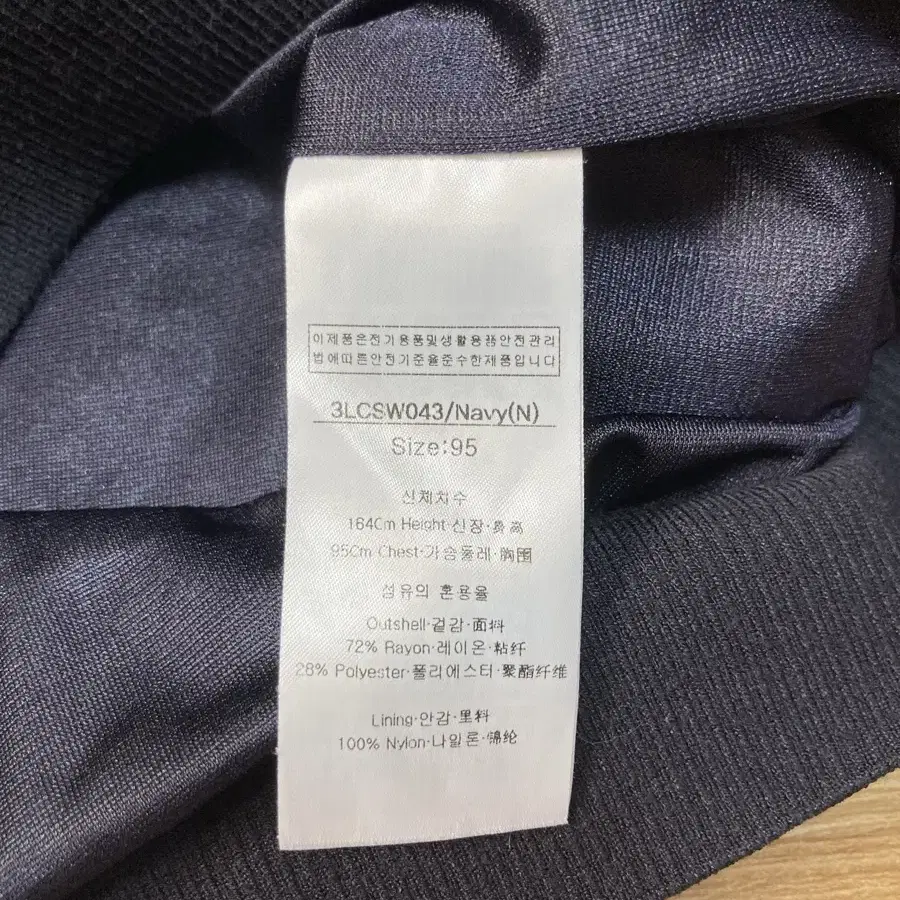 이제품은전기용품및생활용품안전관리
법에따른안전기준을준수한제품입니다
3LCSW043/Navy(N)
Size:95
신체치수
164Cm Height·신장·身高
95Cm Chest·가슴둘레·胸围
섬유의 혼용율
Outshell·겉감·面料
72% Rayon·레이온·粘纤
28% Polyester·폴리에스터·聚酯纤维
Lining·안감·里料
100% Nylon·나일론·锦纶